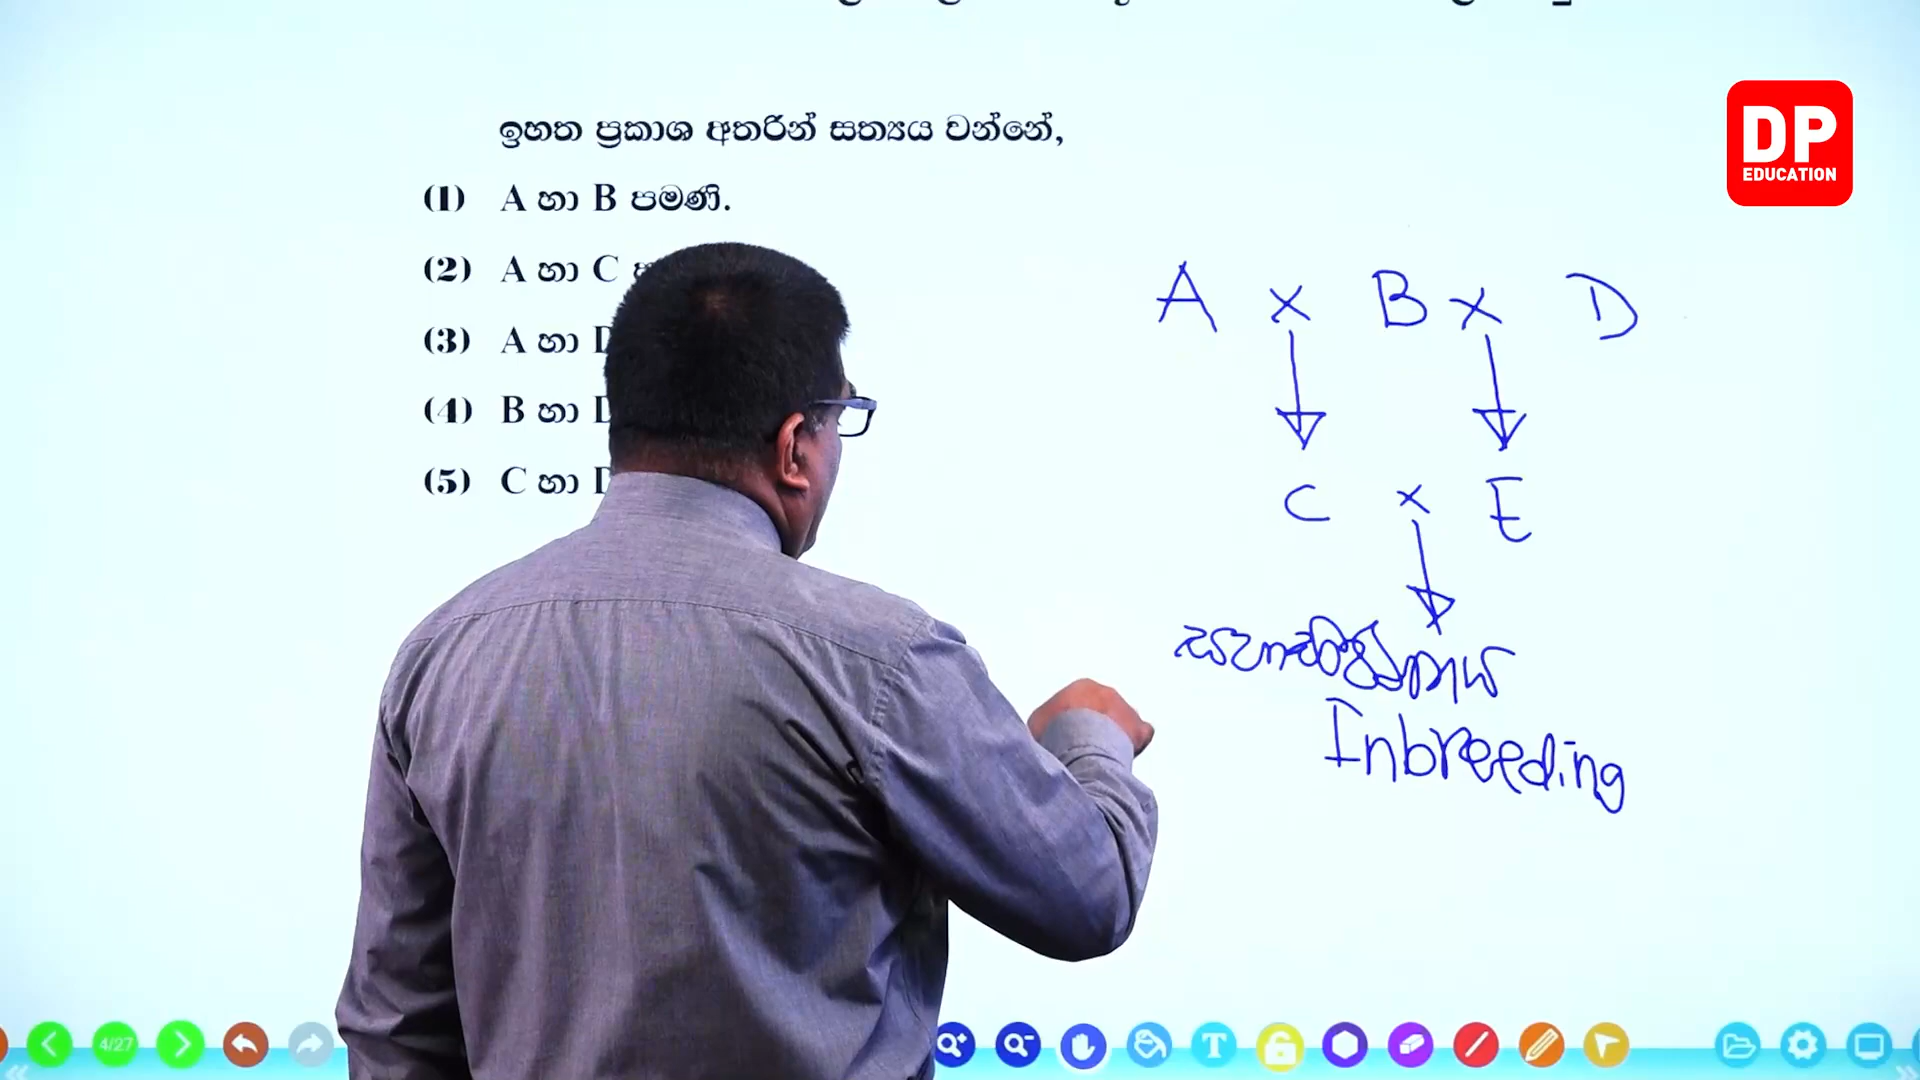 ඉහත ප්‍රකාශ අතරින් සත්‍යය වන්නේ,
(1) A හා B පමණි.
(2) A හා C
(3) A හා D
(4) B හා D
(5) C හා D
DP
EDUCATION
A × B × D
C × E
Inbreeding
4/27